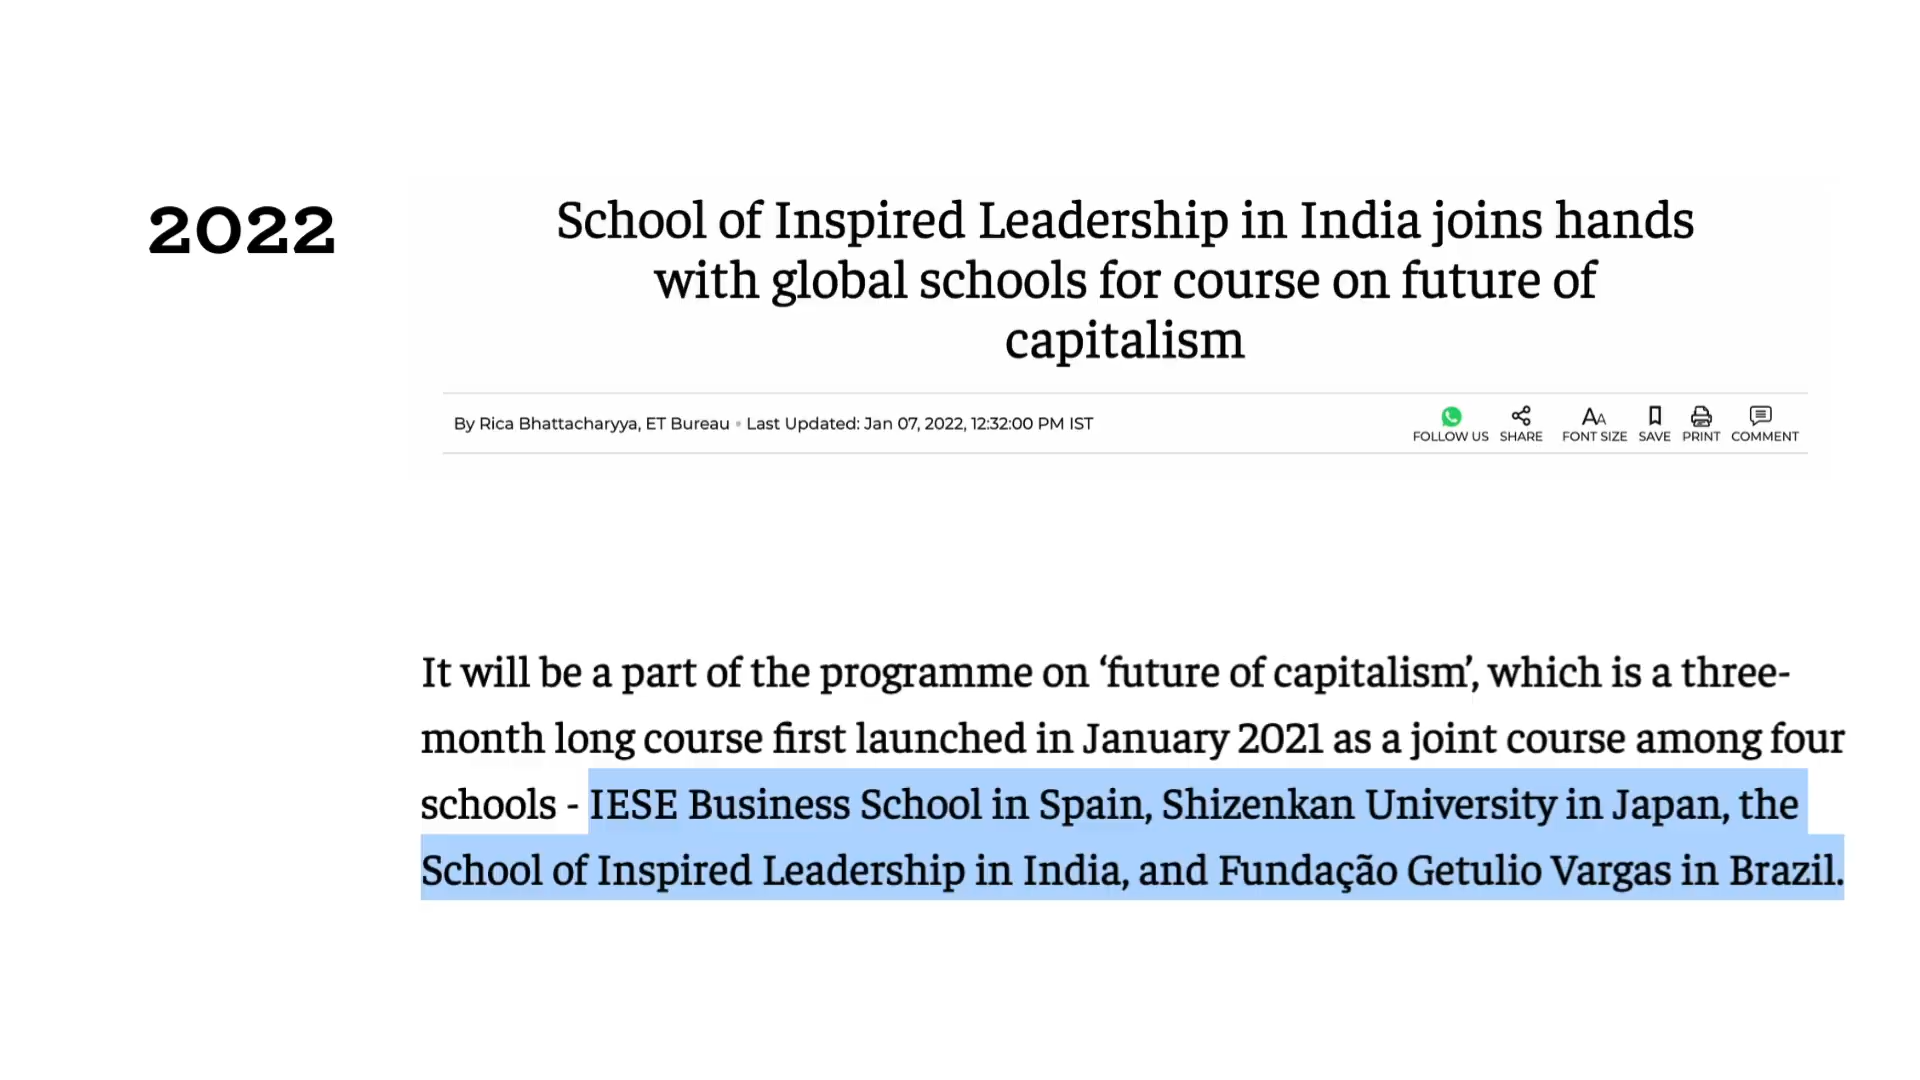 2022
School of Inspired Leadership in India joins hands
with global schools for course on future of
capitalism
By Rica Bhattacharyya, ET Bureau • Last Updated: Jan 07, 2022, 12:32:00 PM IST
FOLLOW US SHARE FONT SIZE SAVE PRINT COMMENT
It will be a part of the programme on ‘future of capitalism’, which is a three-
month long course first launched in January 2021 as a joint course among four
schools - IESE Business School in Spain, Shizenkan University in Japan, the
School of Inspired Leadership in India, and Fundação Getulio Vargas in Brazil.